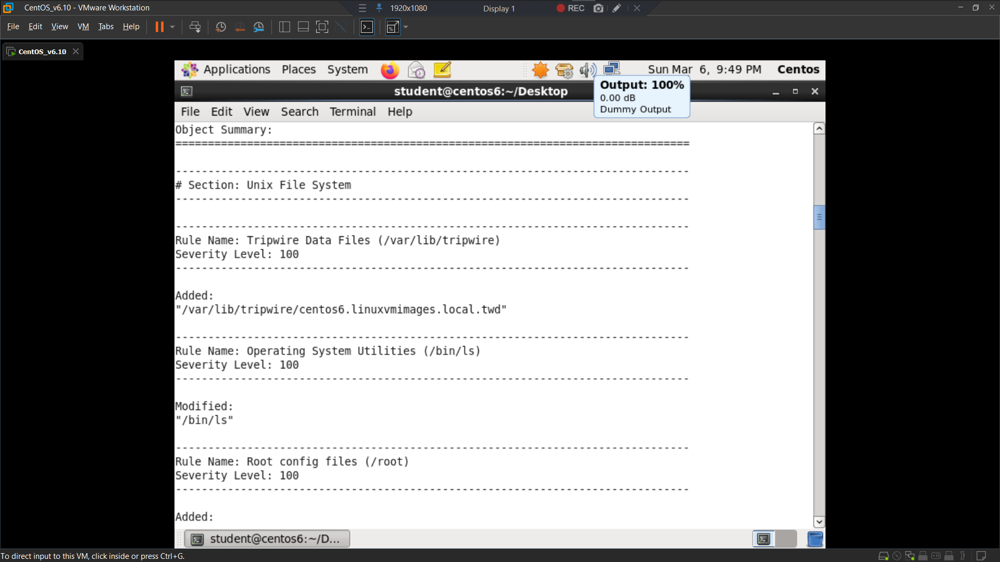 CentOS_v6.10 - VMware Workstation
1920x1080
Display 1
REC
File Edit View VM Tabs Help
CentOS_v6.10
Applications Places System
Sun Mar 6, 9:49 PM Centos
student@centos6:~/Desktop
Output: 100%
0.00 dB
Dummy Output
File Edit View Search Terminal Help
Object Summary:
===============================================================================
-------------------------------------------------------------------------------
# Section: Unix File System
-------------------------------------------------------------------------------
-------------------------------------------------------------------------------
Rule Name: Tripwire Data Files (/var/lib/tripwire)
Severity Level: 100
-------------------------------------------------------------------------------
Added:
"/var/lib/tripwire/centos6.linuxvmimages.local.twd"
-------------------------------------------------------------------------------
Rule Name: Operating System Utilities (/bin/ls)
Severity Level: 100
-------------------------------------------------------------------------------
Modified:
"/bin/ls"
-------------------------------------------------------------------------------
Rule Name: Root config files (/root)
Severity Level: 100
-------------------------------------------------------------------------------
Added:
student@centos6:~/D...
To direct input to this VM, click inside or press Ctrl+G.